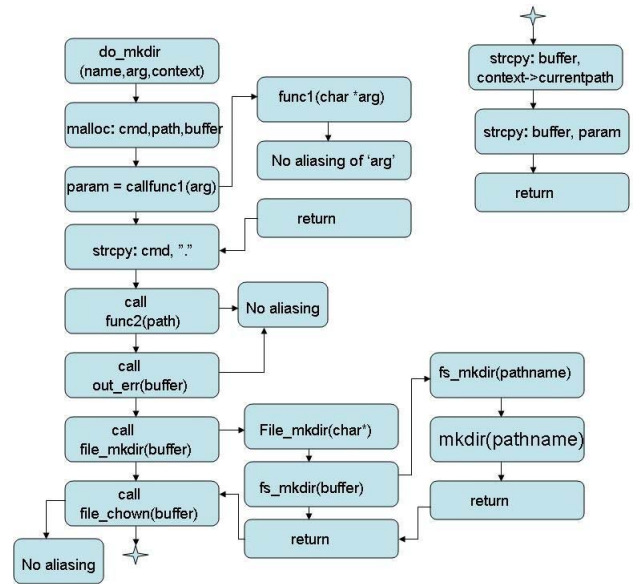 do_mkdir
(name,arg,context)
malloc: cmd,path,buffer
param = callfunc1(arg)
strcpy: cmd, ”.”
call
func2(path)
call
out_err(buffer)
call
file_mkdir(buffer)
call
file_chown(buffer)
No aliasing
func1(char *arg)
No aliasing of ‘arg’
return
No aliasing
File_mkdir(char*)
fs_mkdir(buffer)
return
fs_mkdir(pathname)
mkdir(pathname)
return
strcpy: buffer,
context->currentpath
strcpy: buffer, param
return